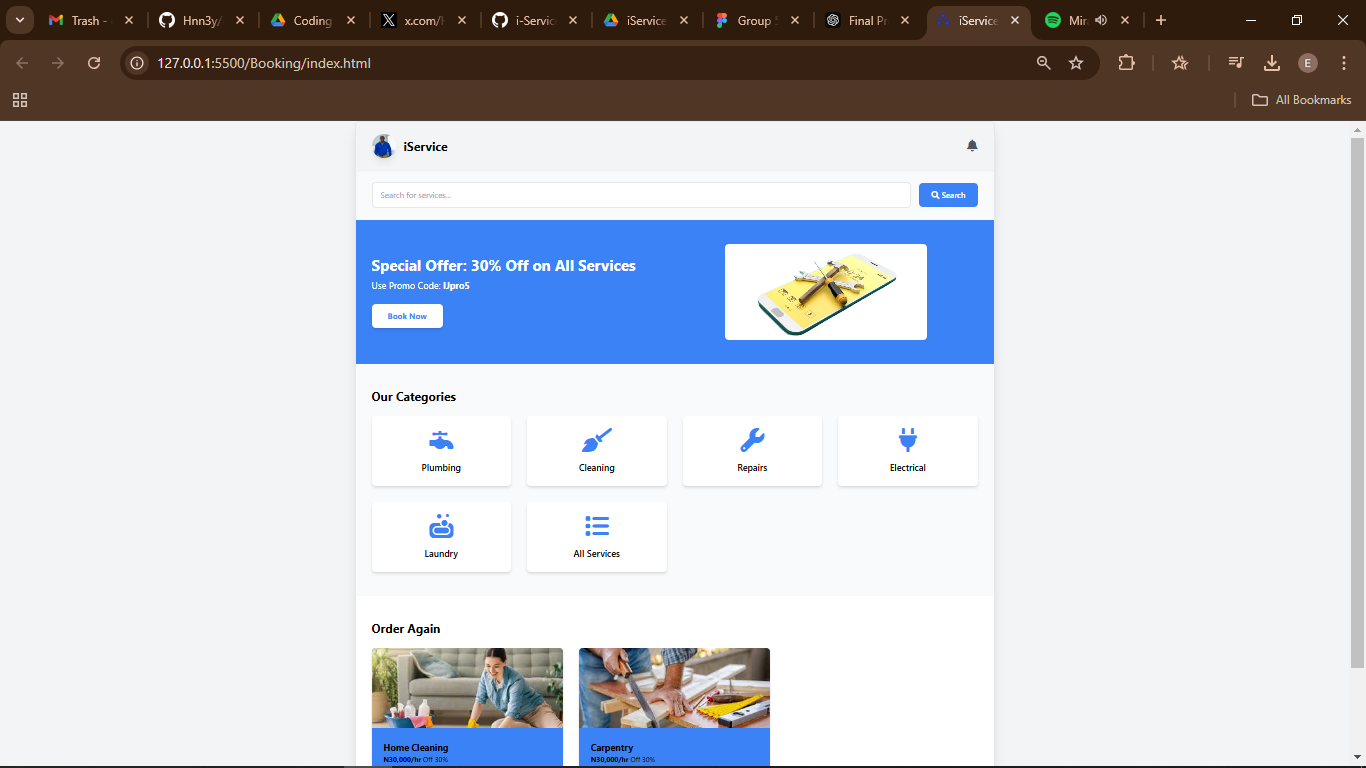 Trash -
Hnn3y/
Coding
x.com/h
i-Servic
iService
Group
Final Pr
iService
Mir
127.0.0.1:5500/Booking/index.html
E
All Bookmarks
iService
Search for services...
Search
Special Offer: 30% Off on All Services
Use Promo Code: IJpro5
Book Now
Our Categories
Plumbing
Cleaning
Repairs
Electrical
Laundry
All Services
Order Again
Home Cleaning
Carpentry
N30,000/hr Off 30%
N30,000/hr Off 30%